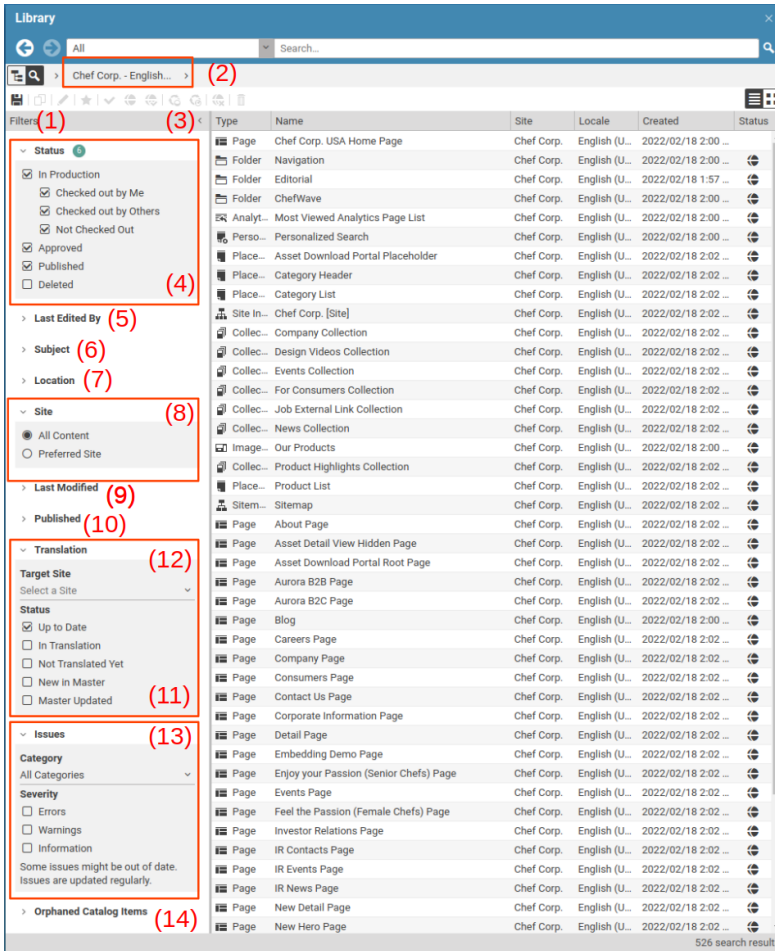 Library
All Search...
Chef Corp. - English... (2)
Filters (1) (3) Type Name Site Locale Created Status
Status 6
In Production
Checked out by Me
Checked out by Others
Not Checked Out
Approved
Published
Deleted
(4)
Last Edited By (5)
Subject (6)
Location (7)
Site (8)
All Content
Preferred Site
Last Modified (9)
Published (10)
Translation (12)
Target Site
Select a Site
Status
Up to Date
In Translation
Not Translated Yet
New in Master
Master Updated
(11)
Issues (13)
Category
All Categories
Severity
Errors
Warnings
Information
Some issues might be out of date.
Issues are updated regularly.
Orphaned Catalog Items (14)
Page Chef Corp. USA Home Page Chef Corp. English (U... 2022/02/18 2:00 ...
Folder Navigation Chef Corp. English (U... 2022/02/18 2:00 ...
Folder Editorial Chef Corp. English (U... 2022/02/18 1:57 ...
Folder ChefWave Chef Corp. English (U... 2022/02/18 2:00 ...
Analyt... Most Viewed Analytics Page List Chef Corp. English (U... 2022/02/18 2:00 ...
Perso... Personalized Search Chef Corp. English (U... 2022/02/18 2:00 ...
Place... Asset Download Portal Placeholder Chef Corp. English (U... 2022/02/18 2:02 ...
Place... Category Header Chef Corp. English (U... 2022/02/18 2:02 ...
Place... Category List Chef Corp. English (U... 2022/02/18 2:02 ...
Site In... Chef Corp. [Site] Chef Corp. English (U... 2022/02/18 2:02 ...
Collec... Company Collection Chef Corp. English (U... 2022/02/18 2:02 ...
Collec... Design Videos Collection Chef Corp. English (U... 2022/02/18 2:02 ...
Collec... Events Collection Chef Corp. English (U... 2022/02/18 2:02 ...
Collec... For Consumers Collection Chef Corp. English (U... 2022/02/18 2:02 ...
Collec... Job External Link Collection Chef Corp. English (U... 2022/02/18 2:02 ...
Collec... News Collection Chef Corp. English (U... 2022/02/18 2:02 ...
Image... Our Products Chef Corp. English (U... 2022/02/18 2:00 ...
Collec... Product Highlights Collection Chef Corp. English (U... 2022/02/18 2:02 ...
Place... Product List Chef Corp. English (U... 2022/02/18 2:02 ...
Sitem... Sitemap Chef Corp. English (U... 2022/02/18 2:02 ...
Page About Page Chef Corp. English (U... 2022/02/18 2:02 ...
Page Asset Detail View Hidden Page Chef Corp. English (U... 2022/02/18 2:02 ...
Page Asset Download Portal Root Page Chef Corp. English (U... 2022/02/18 2:02 ...
Page Aurora B2B Page Chef Corp. English (U... 2022/02/18 2:02 ...
Page Aurora B2C Page Chef Corp. English (U... 2022/02/18 2:02 ...
Page Blog Chef Corp. English (U... 2022/02/18 2:00 ...
Page Careers Page Chef Corp. English (U... 2022/02/18 2:02 ...
Page Company Page Chef Corp. English (U... 2022/02/18 2:02 ...
Page Consumers Page Chef Corp. English (U... 2022/02/18 2:02 ...
Page Contact Us Page Chef Corp. English (U... 2022/02/18 2:02 ...
Page Corporate Information Page Chef Corp. English (U... 2022/02/18 2:02 ...
Page Detail Page Chef Corp. English (U... 2022/02/18 2:02 ...
Page Embedding Demo Page Chef Corp. English (U... 2022/02/18 2:02 ...
Page Enjoy your Passion (Senior Chefs) Page Chef Corp. English (U... 2022/02/18 2:02 ...
Page Events Page Chef Corp. English (U... 2022/02/18 2:02 ...
Page Feel the Passion (Female Chefs) Page Chef Corp. English (U... 2022/02/18 2:02 ...
Page Investor Relations Page Chef Corp. English (U... 2022/02/18 2:02 ...
Page IR Contacts Page Chef Corp. English (U... 2022/02/18 2:02 ...
Page IR Events Page Chef Corp. English (U... 2022/02/18 2:02 ...
Page IR News Page Chef Corp. English (U... 2022/02/18 2:02 ...
Page New Detail Page Chef Corp. English (U... 2022/02/18 2:02 ...
Page New Hero Page Chef Corp. English (U... 2022/02/18 2:02 ...
526 search result